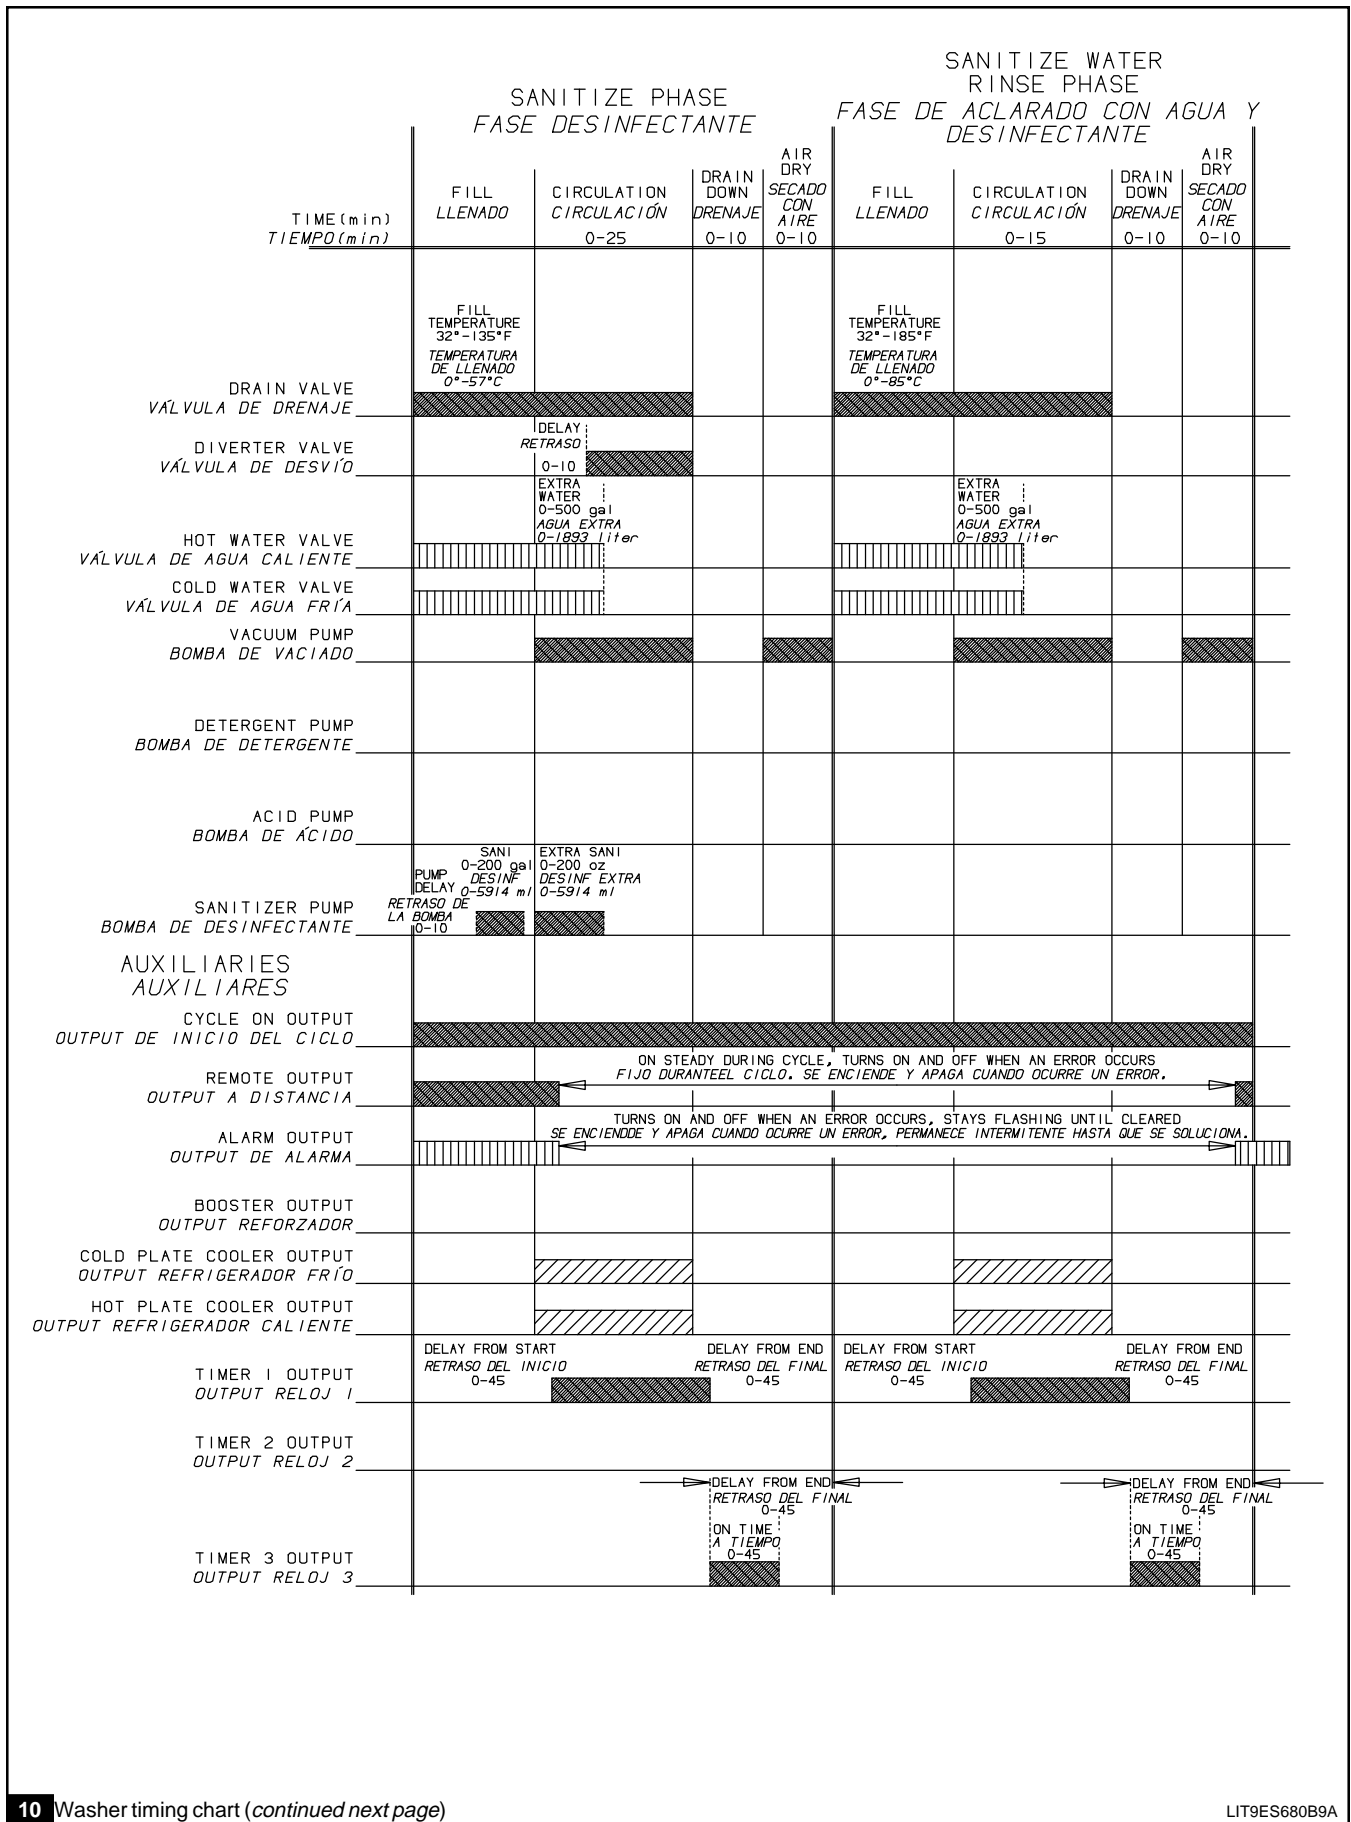 SANITIZE PHASE
FASE DESINFECTANTE
SANITIZE WATER
RINSE PHASE
FASE DE ACLARADO CON AGUA Y
DESINFECTANTE
TIME(min)
TIEMPO(min)
FILL
LLENADO
CIRCULATION
CIRCULACIÓN
0-25
DRAIN
DOWN
DRENAJE
0-10
AIR
DRY
SECADO
CON
AIRE
0-10
FILL
LLENADO
CIRCULATION
CIRCULACIÓN
0-15
DRAIN
DOWN
DRENAJE
0-10
AIR
DRY
SECADO
CON
AIRE
0-10
FILL
TEMPERATURE
32°-135°F
TEMPERATURA
DE LLENADO
0°-57°C
FILL
TEMPERATURE
32°-185°F
TEMPERATURA
DE LLENADO
0°-85°C
DRAIN VALVE
VÁLVULA DE DRENAJE
DIVERTER VALVE
VÁLVULA DE DESVÍO
DELAY
RETRASO
0-10
HOT WATER VALVE
VÁLVULA DE AGUA CALIENTE
EXTRA
WATER
0-500 gal
AGUA EXTRA
0-1893 liter
EXTRA
WATER
0-500 gal
AGUA EXTRA
0-1893 liter
COLD WATER VALVE
VÁLVULA DE AGUA FRÍA
VACUUM PUMP
BOMBA DE VACIADO
DETERGENT PUMP
BOMBA DE DETERGENTE
ACID PUMP
BOMBA DE ÁCIDO
SANITIZER PUMP
BOMBA DE DESINFECTANTE
PUMP
DELAY
RETRASO DE
LA BOMBA
0-10
SANI
0-200 gal
DESINF
0-5914 ml
EXTRA SANI
0-200 oz
DESINF EXTRA
0-5914 ml
AUXILIARIES
AUXILIARES
CYCLE ON OUTPUT
OUTPUT DE INICIO DEL CICLO
REMOTE OUTPUT
OUTPUT A DISTANCIA
ON STEADY DURING CYCLE, TURNS ON AND OFF WHEN AN ERROR OCCURS
FIJO DURANTEEL CICLO. SE ENCIENDE Y APAGA CUANDO OCURRE UN ERROR.
ALARM OUTPUT
OUTPUT DE ALARMA
TURNS ON AND OFF WHEN AN ERROR OCCURS, STAYS FLASHING UNTIL CLEARED
SE ENCIENDDE Y APAGA CUANDO OCURRE UN ERROR, PERMANECE INTERMITENTE HASTA QUE SE SOLUCIONA.
BOOSTER OUTPUT
OUTPUT REFORZADOR
COLD PLATE COOLER OUTPUT
OUTPUT REFRIGERADOR FRÍO
HOT PLATE COOLER OUTPUT
OUTPUT REFRIGERADOR CALIENTE
TIMER 1 OUTPUT
OUTPUT RELOJ 1
DELAY FROM START
RETRASO DEL INICIO
0-45
DELAY FROM END
RETRASO DEL FINAL
0-45
DELAY FROM START
RETRASO DEL INICIO
0-45
DELAY FROM END
RETRASO DEL FINAL
0-45
TIMER 2 OUTPUT
OUTPUT RELOJ 2
TIMER 3 OUTPUT
OUTPUT RELOJ 3
DELAY FROM END
RETRASO DEL FINAL
0-45
ON TIME
A TIEMPO
0-45
DELAY FROM END
RETRASO DEL FINAL
0-45
ON TIME
A TIEMPO
0-45
10 Washer timing chart (continued next page)
LIT9ES680B9A